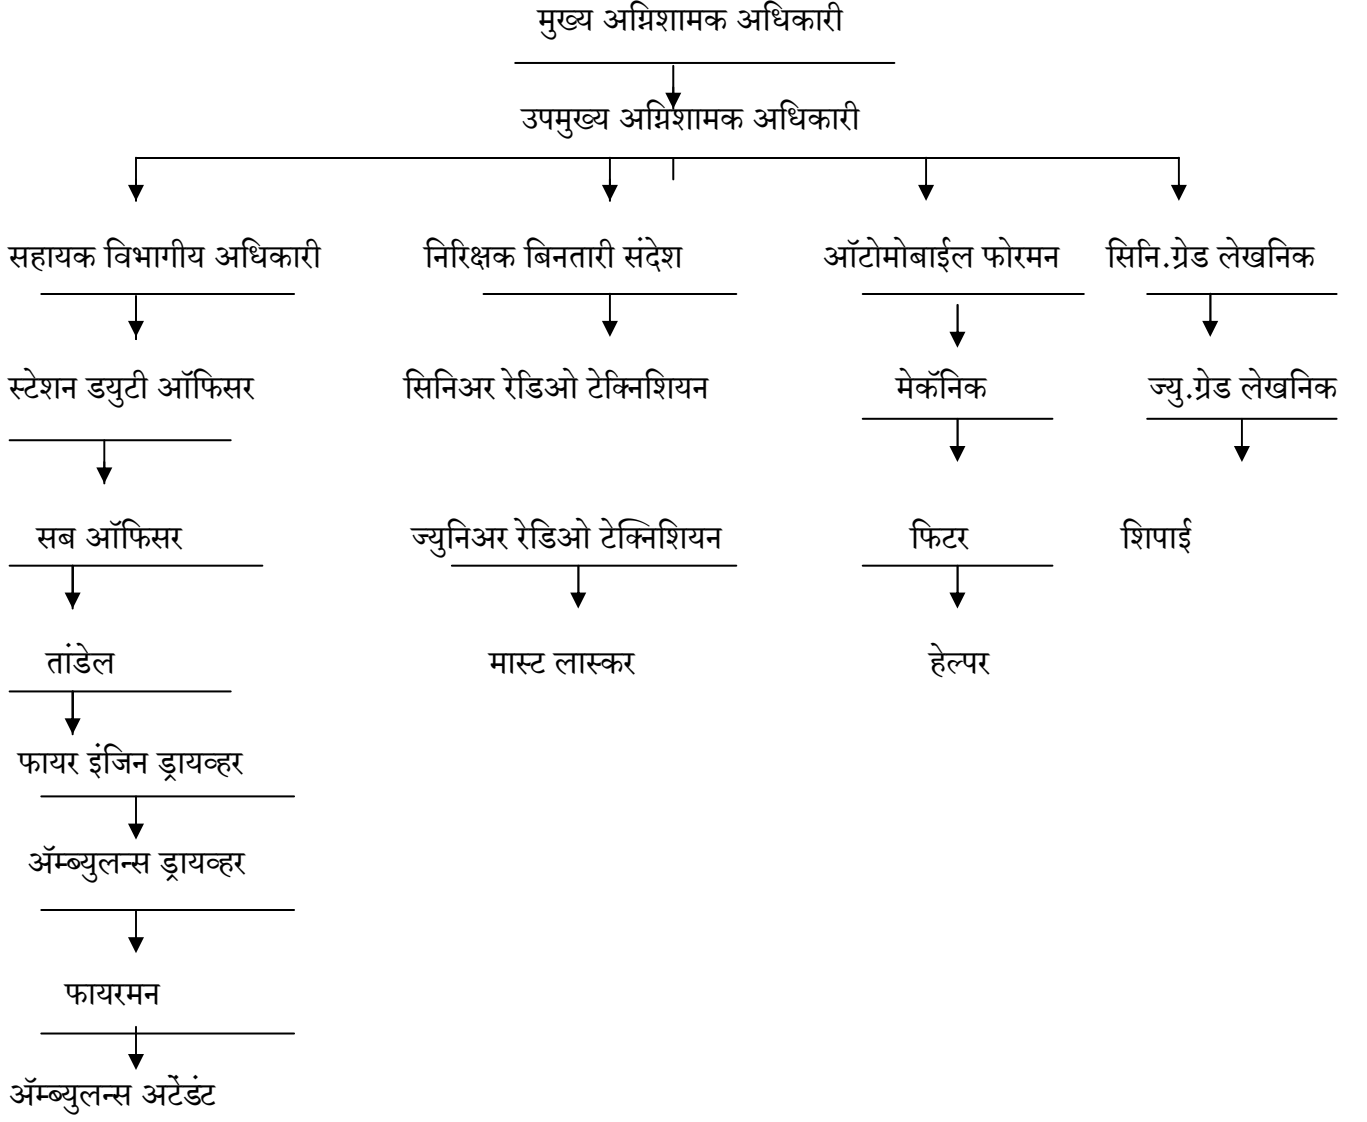 मुख्य अग्निशामक अधिकारी
उपमुख्य अग्निशामक अधिकारी
सहायक विभागीय अधिकारी निरिक्षक बिनतारी संदेश ऑटोमोबाईल फोरमन सिनि.ग्रेड लेखनिक
स्टेशन डयुटी ऑफिसर सिनिअर रेडिओ टेक्निशियन मेकॅनिक ज्यु.ग्रेड लेखनिक
सब ऑफिसर ज्युनिअर रेडिओ टेक्निशियन फिटर शिपाई
तांडेल मास्ट लास्कर हेल्पर
फायर इंजिन ड्रायव्हर
ॲम्ब्युलन्स ड्रायव्हर
फायरमन
ॲम्ब्युलन्स अटेंडंट